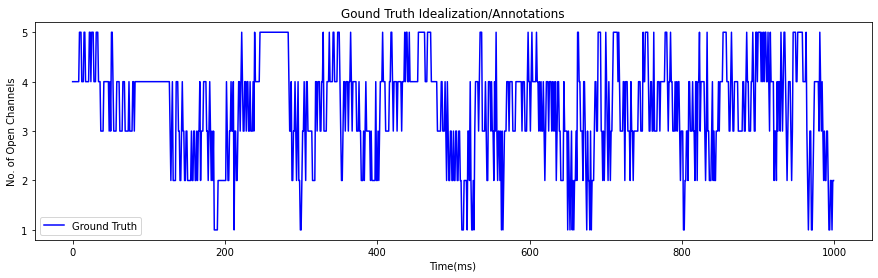 Gound Truth Idealization/Annotations
No. of Open Channels
5
4
3
2
1
Ground Truth
0
200
400
600
800
1000
Time(ms)